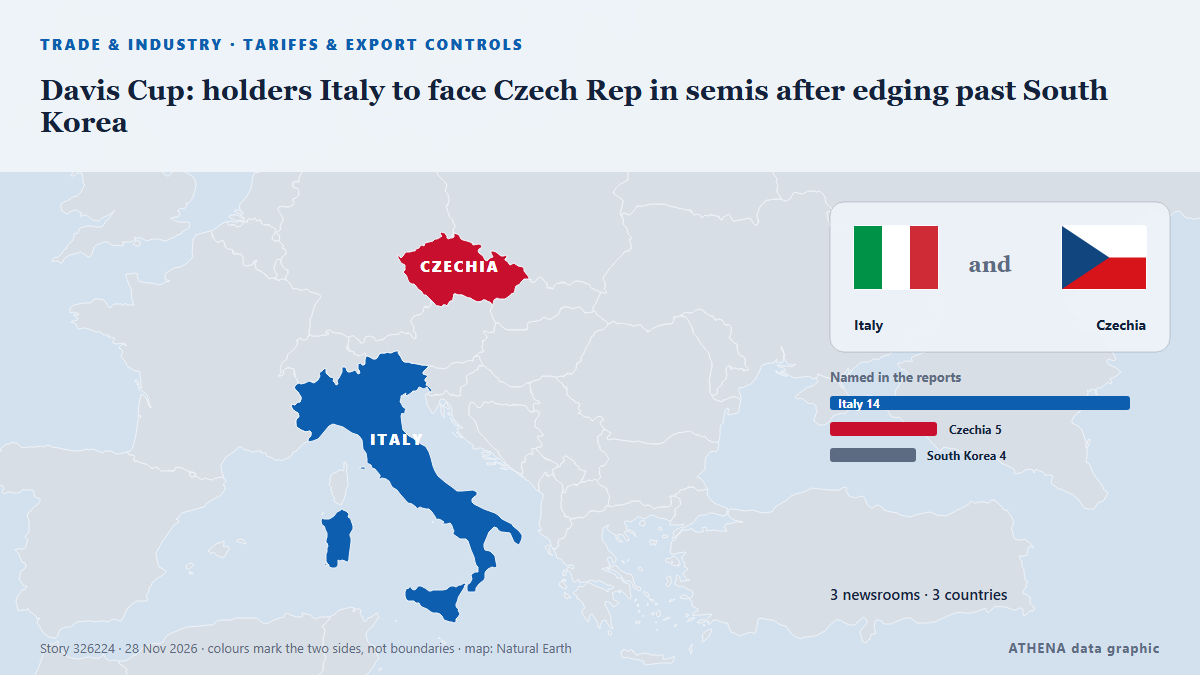 TRADE & INDUSTRY · TARIFFS & EXPORT CONTROLS
Davis Cup: holders Italy to face Czech Rep in semis after edging past South
Korea
CZECHIA
ITALY
and
Italy
Czechia
Named in the reports
Italy 14
Czechia 5
South Korea 4
3 newsrooms · 3 countries
Story 326224 · 28 Nov 2026 · colours mark the two sides, not boundaries · map: Natural Earth
ATHENA data graphic